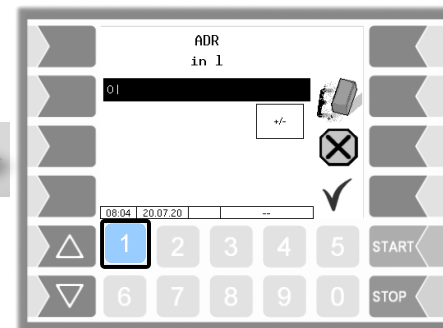 ADR
in l
0|
+/-
08:04 20.07.20 --
1 2 3 4 5 START
6 7 8 9 0 STOP